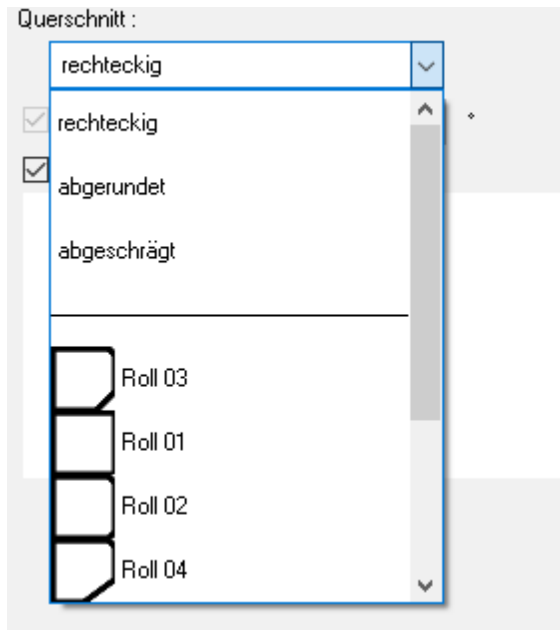 Querschnitt :
rechteckig
rechteckig
°
abgerundet
abgeschrägt
Roll 03
Roll 01
Roll 02
Roll 04